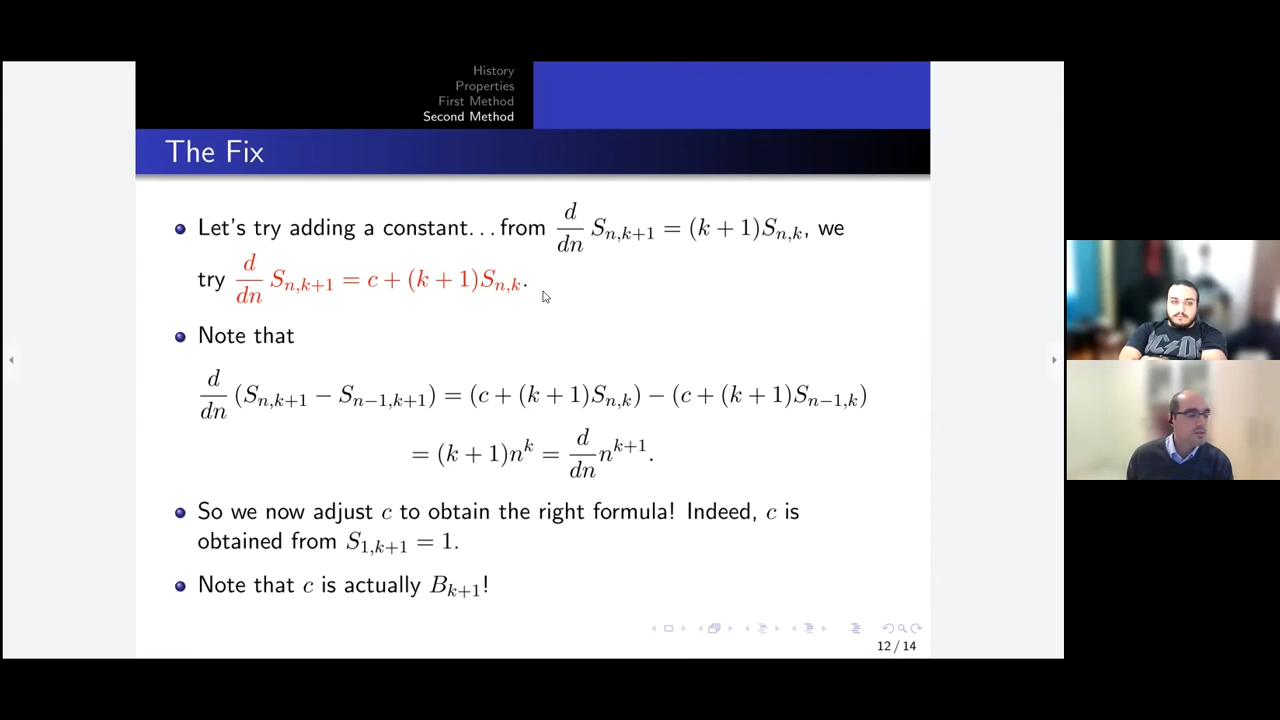 History
Properties
First Method
Second Method
The Fix
Let's try adding a constant. . . from d/dn S_{n,k+1} = (k + 1)S_{n,k}, we
try d/dn S_{n,k+1} = c + (k + 1)S_{n,k}.
Note that
d/dn (S_{n,k+1} − S_{n−1,k+1}) = (c + (k + 1)S_{n,k}) − (c + (k + 1)S_{n−1,k})
= (k + 1)n^k = d/dn n^{k+1}.
So we now adjust c to obtain the right formula! Indeed, c is
obtained from S_{1,k+1} = 1.
Note that c is actually B_{k+1}!
12 / 14